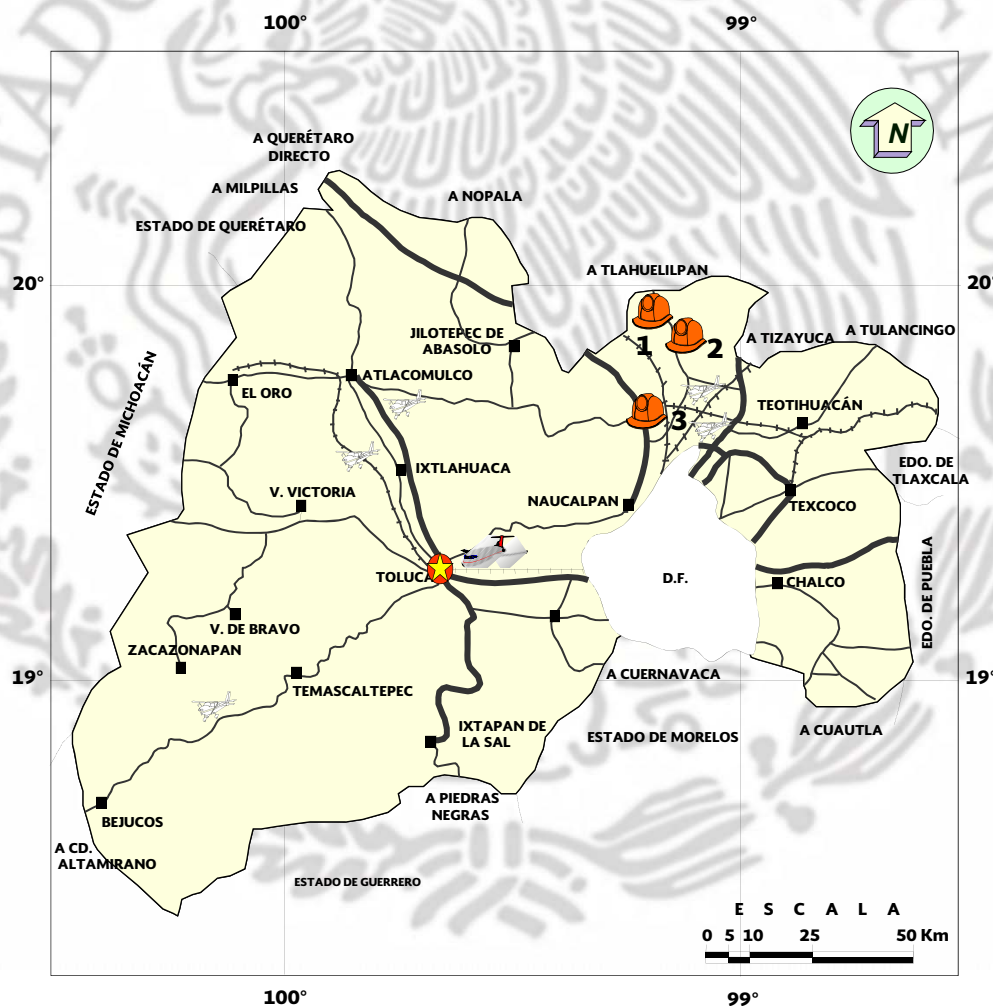 100°
99°
N
A QUERÉTARO
DIRECTO
A MILPILLAS
A NOPALA
ESTADO DE QUERÉTARO
A TLAHUELILPAN
20°
20°
JILOTEPEC DE
ABASOLO
1
2
A TIZAYUCA
A TULANCINGO
ATLACOMULCO
EL ORO
TEOTIHUACÁN
3
ESTADO DE MICHOACÁN
IXTLAHUACA
EDO. DE
TLAXCALA
V. VICTORIA
NAUCALPAN
TEXCOCO
TOLUCA
D.F.
CHALCO
EDO. DE PUEBLA
V. DE BRAVO
ZACAZONAPAN
TEMASCALTEPEC
A CUERNAVACA
19°
19°
IXTAPAN DE
LA SAL
ESTADO DE MORELOS
A CUAUTLA
A PIEDRAS
NEGRAS
BEJUCOS
A CD.
ALTAMIRANO
ESTADO DE GUERRERO
E S C A L A
0 5 10 25 50 Km
100°
99°